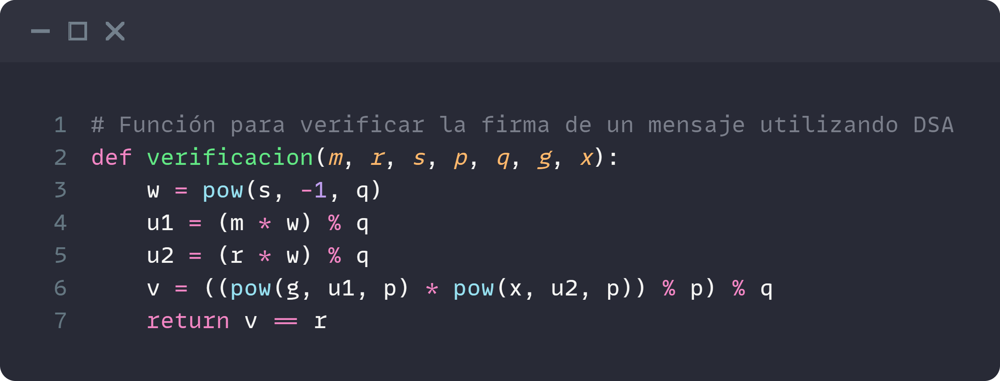 1 # Función para verificar la firma de un mensaje utilizando DSA
2 def verificacion(m, r, s, p, q, g, x):
3     w = pow(s, -1, q)
4     u1 = (m * w) % q
5     u2 = (r * w) % q
6     v = ((pow(g, u1, p) * pow(x, u2, p)) % p) % q
7     return v == r